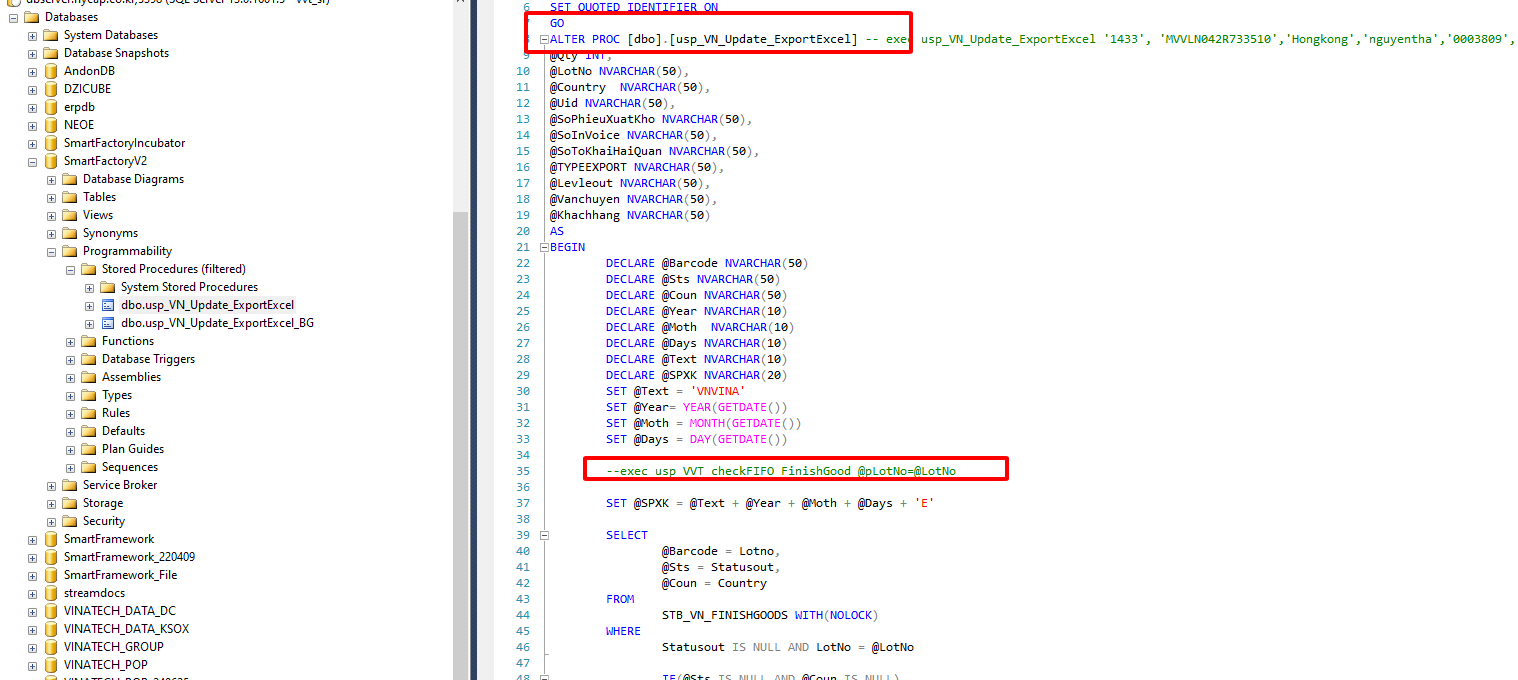 Databases
System Databases
Database Snapshots
AndonDB
DZICUBE
erpdb
NEOE
SmartFactoryIncubator
SmartFactoryV2
Database Diagrams
Tables
Views
Synonyms
Programmability
Stored Procedures (filtered)
System Stored Procedures
dbo.usp_VN_Update_ExportExcel
dbo.usp_VN_Update_ExportExcel_BG
Functions
Database Triggers
Assemblies
Types
Rules
Defaults
Plan Guides
Sequences
Service Broker
Storage
Security
SmartFramework
SmartFramework_220409
SmartFramework_File
streamdocs
VINATECH_DATA_DC
VINATECH_DATA_KSOX
VINATECH_GROUP
VINATECH_POP
6 SET QUOTED_IDENTIFIER ON
GO
ALTER PROC [dbo].[usp_VN_Update_ExportExcel] -- exec usp_VN_Update_ExportExcel '1433', 'MVVLN042R733510','Hongkong','nguyentha','0003809',
9 @Qty INT,
10 @LotNo NVARCHAR(50),
11 @Country NVARCHAR(50),
12 @Uid NVARCHAR(50),
13 @SoPhieuXuatKho NVARCHAR(50),
14 @SoInVoice NVARCHAR(50),
15 @SoToKhaiHaiQuan NVARCHAR(50),
16 @TYPEEXPORT NVARCHAR(50),
17 @Levleout NVARCHAR(50),
18 @Vanchuyen NVARCHAR(50),
19 @Khachhang NVARCHAR(50)
20 AS
21 BEGIN
22 DECLARE @Barcode NVARCHAR(50)
23 DECLARE @Sts NVARCHAR(50)
24 DECLARE @Coun NVARCHAR(50)
25 DECLARE @Year NVARCHAR(10)
26 DECLARE @Moth NVARCHAR(10)
27 DECLARE @Days NVARCHAR(10)
28 DECLARE @Text NVARCHAR(10)
29 DECLARE @SPXK NVARCHAR(20)
30 SET @Text = 'VNVINA'
31 SET @Year= YEAR(GETDATE())
32 SET @Moth = MONTH(GETDATE())
33 SET @Days = DAY(GETDATE())
34
35 --exec usp_VVT_checkFIFO_FinishGood @pLotNo=@LotNo
36
37 SET @SPXK = @Text + @Year + @Moth + @Days + 'E'
38
39 SELECT
40 @Barcode = Lotno,
41 @Sts = Statusout,
42 @Coun = Country
43 FROM
44 STB_VN_FINISHGOODS WITH(NOLOCK)
45 WHERE
46 Statusout IS NULL AND LotNo = @LotNo
47
48 IF(@Sts IS NULL AND @Coun IS NULL)